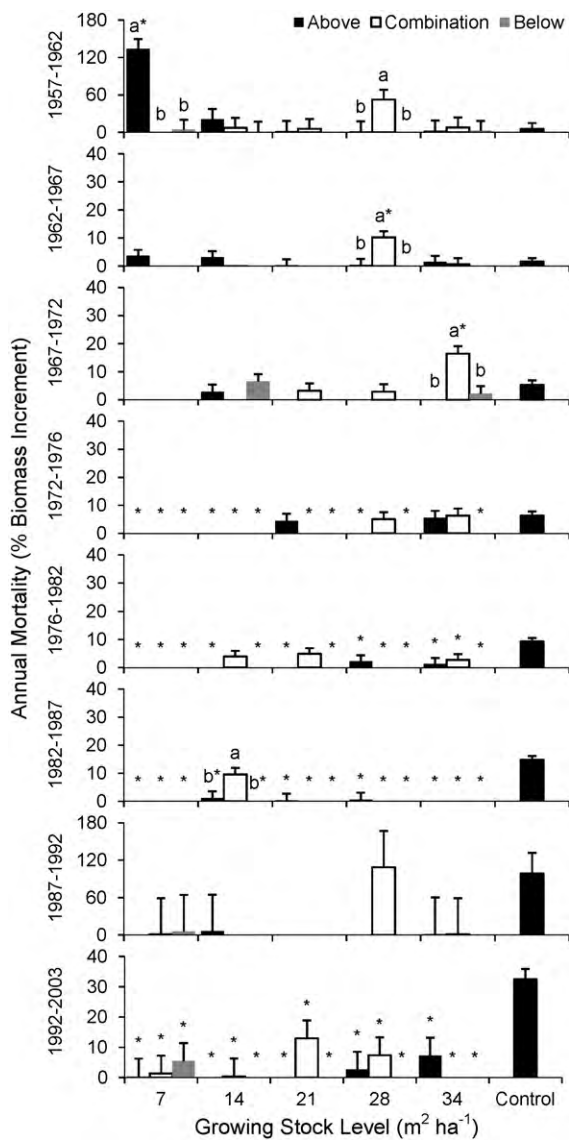 Annual Mortality (% Biomass Increment)
Above Combination Below
1957-1962
180
120
60
0
a*
b b
b a b
1962-1967
40
30
20
10
0
b a* b
1967-1972
40
30
20
10
0
b a* b
1972-1976
40
30
20
10
0
* * * * * * * * * * *
1976-1982
40
30
20
10
0
* * *
* * * * * * * * * *
1982-1987
40
30
20
10
0
a
b* b*
* * * * * * * * * * * *
1987-1992
180
120
60
0
1992-2003
40
30
20
10
0
* * * * * * * * * * * * * * *
7 14 21 28 34 Control
Growing Stock Level (m² ha⁻¹)